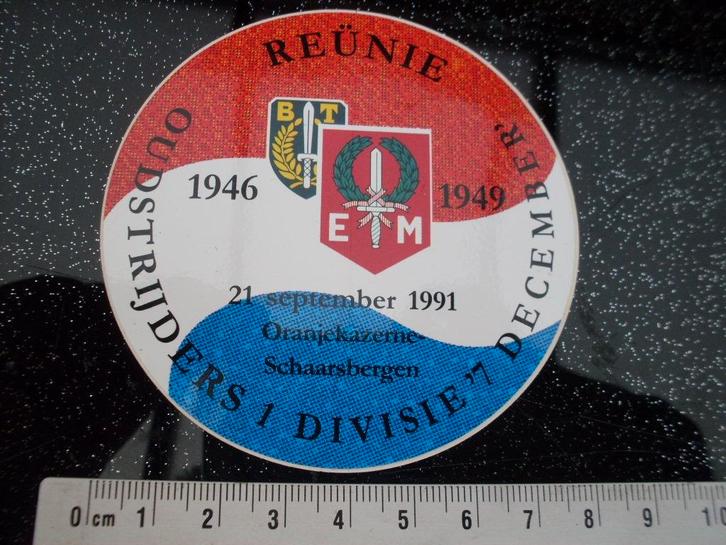 REÜNIE
OUDSTRIJDERS 1 DIVISIE '7 DECEMBER'
B T
1946
1949
E M
21 september 1991
Oranjekazerne-
Schaarsbergen
0 cm 1 2 3 4 5 6 7 8 9 10